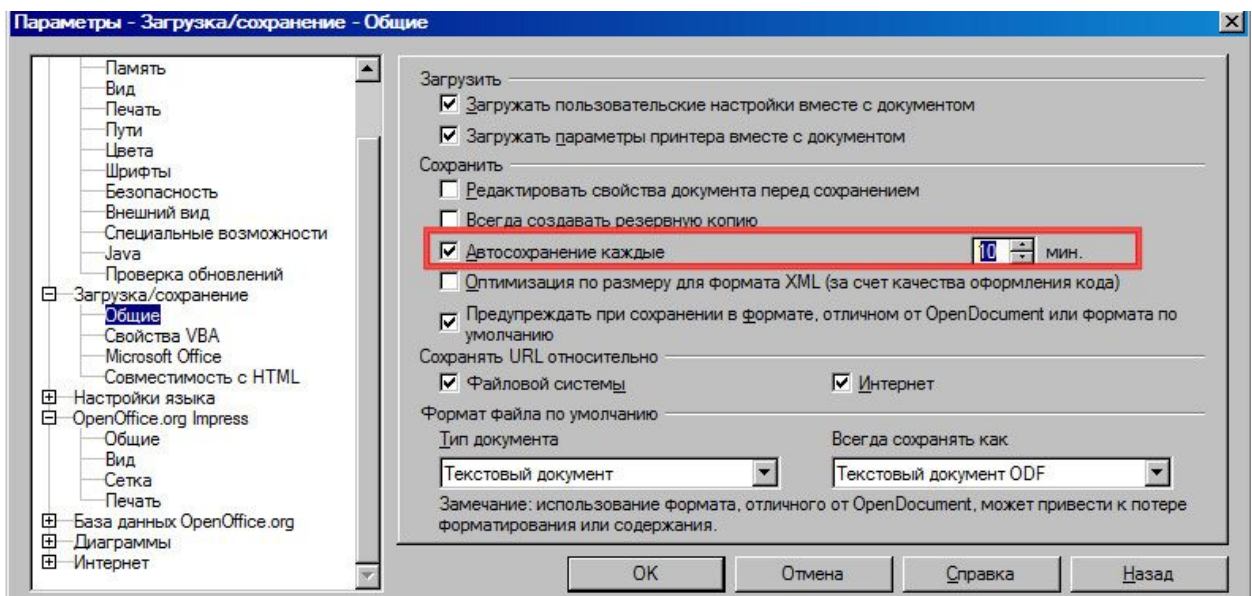 Параметры - Загрузка/сохранение - Общие
Память
Вид
Печать
Пути
Цвета
Шрифты
Безопасность
Внешний вид
Специальные возможности
Java
Проверка обновлений
Загрузка/сохранение
Общие
Свойства VBA
Microsoft Office
Совместимость с HTML
Настройки языка
OpenOffice.org Impress
Общие
Вид
Сетка
Печать
База данных OpenOffice.org
Диаграммы
Интернет
Загрузить
Загружать пользовательские настройки вместе с документом
Загружать параметры принтера вместе с документом
Сохранить
Редактировать свойства документа перед сохранением
Всегда создавать резервную копию
Автосохранение каждые 10 мин.
Оптимизация по размеру для формата XML (за счет качества оформления кода)
Предупреждать при сохранении в формате, отличном от OpenDocument или формата по
умолчанию
Сохранять URL относительно
Файловой системы Интернет
Формат файла по умолчанию
Тип документа Всегда сохранять как
Текстовый документ Текстовый документ ODF
Замечание: использование формата, отличного от OpenDocument, может привести к потере
форматирования или содержания.
OK Отмена Справка Назад